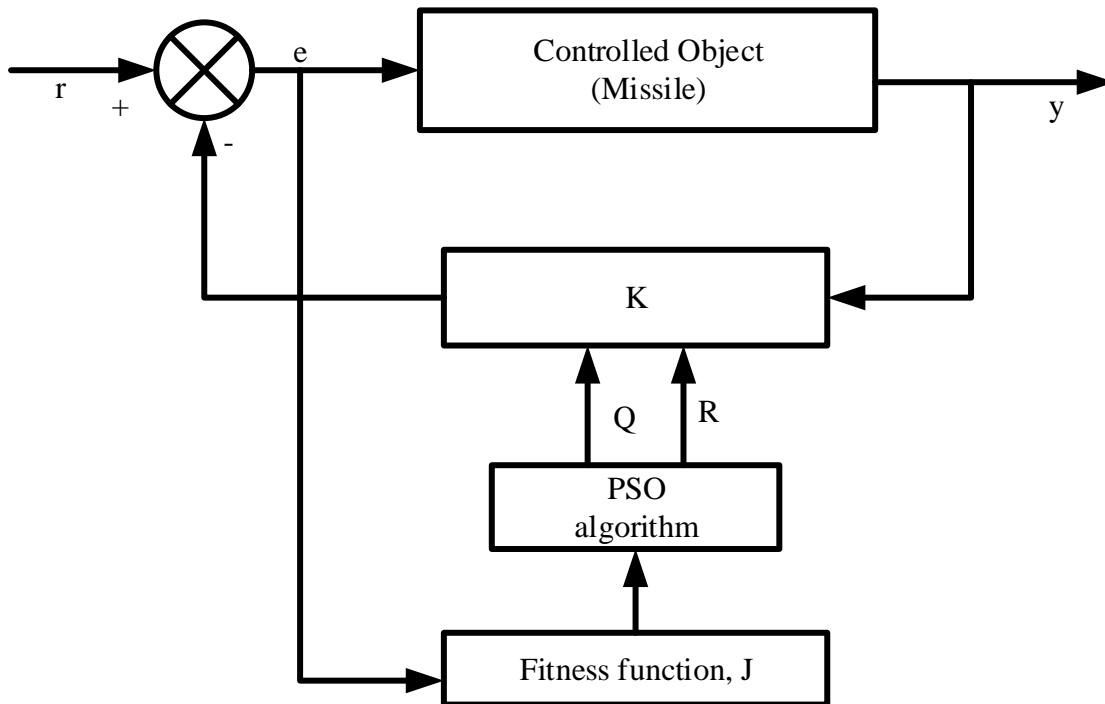 e
Controlled Object
(Missile)
r
+
y
-
K
Q
R
PSO
algorithm
Fitness function, J